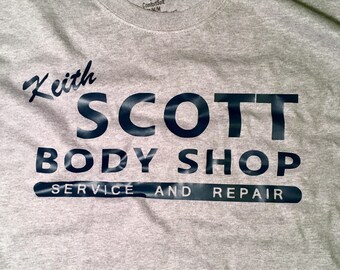 Keith
SCOTT
BODY SHOP
SERVICE AND REPAIR